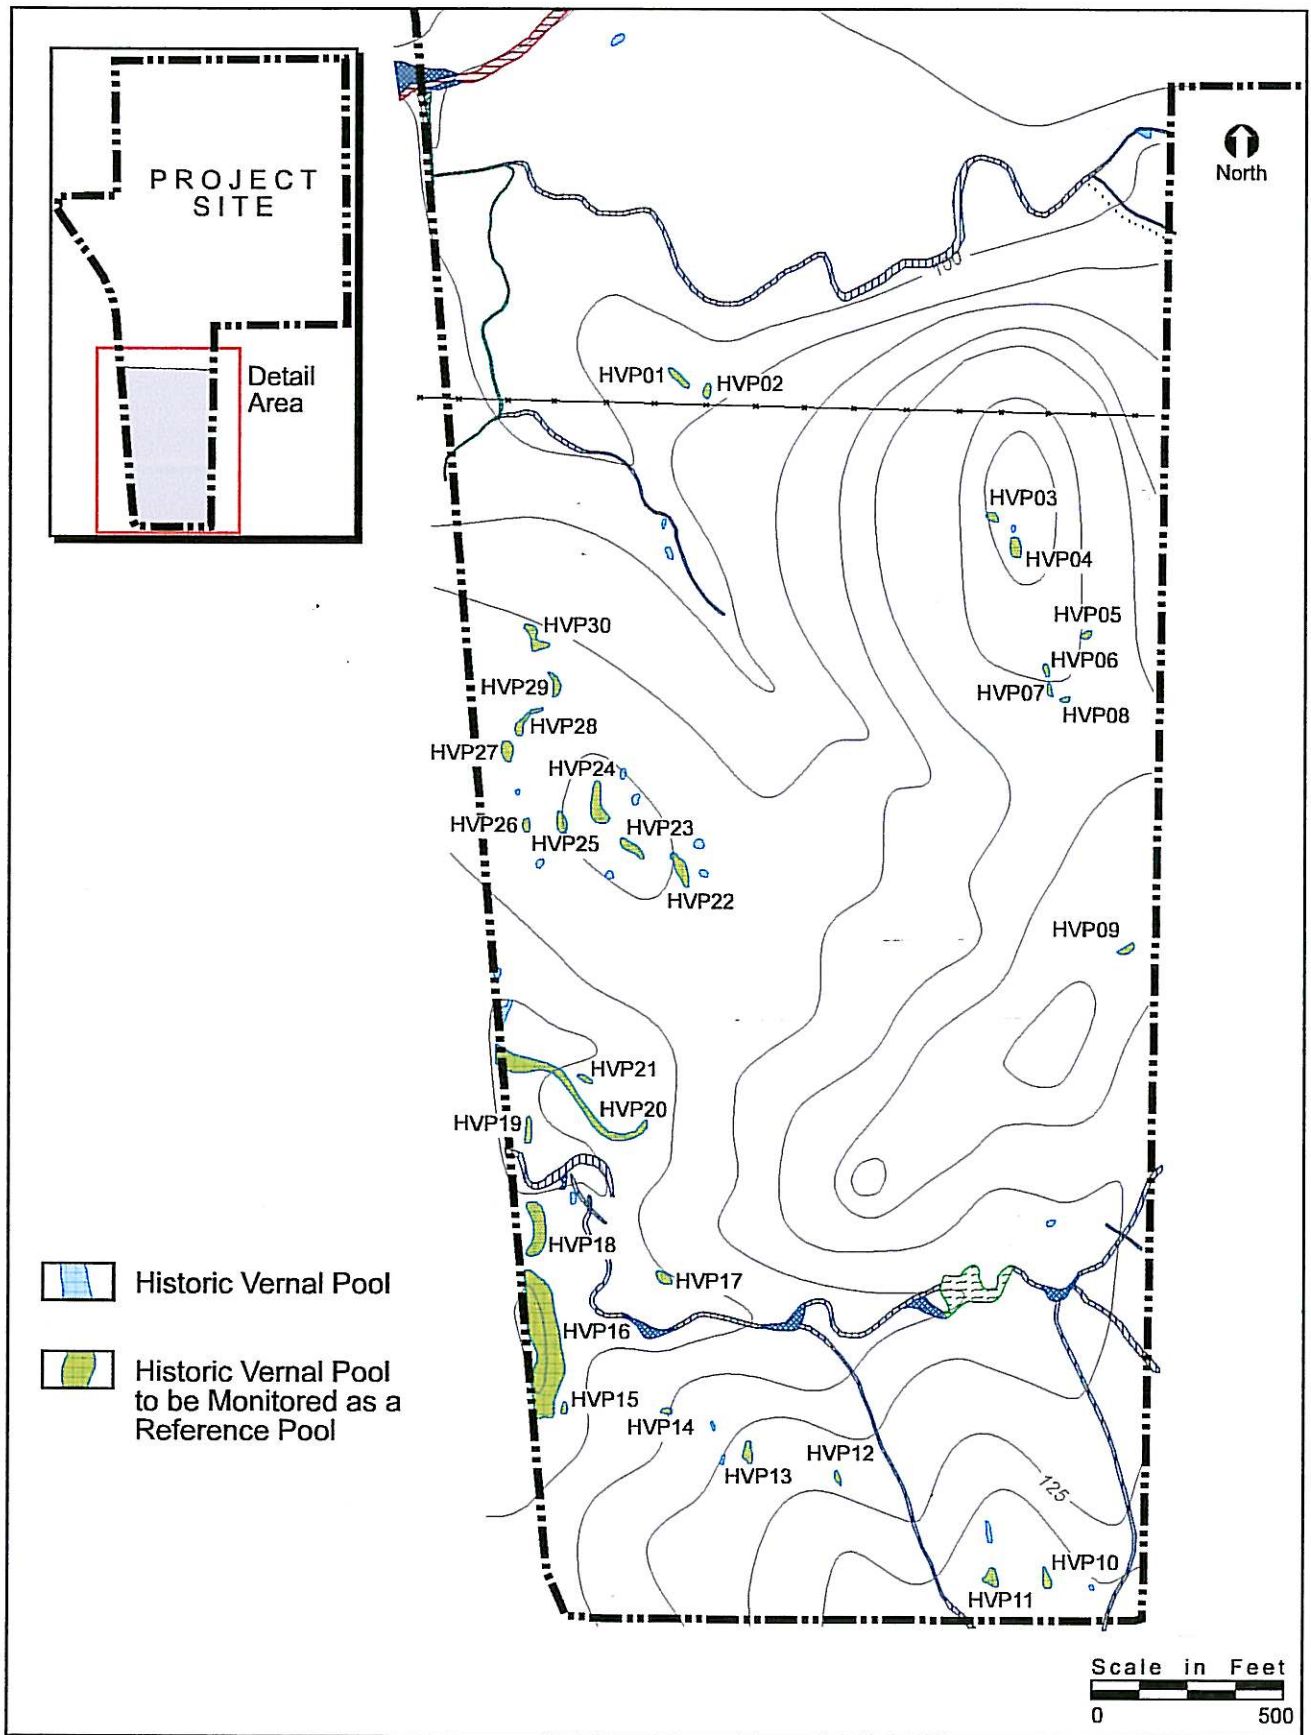 PROJECT
SITE
Detail
Area
North
100
HVP01
HVP02
HVP03
HVP04
HVP05
HVP06
HVP07
HVP08
HVP30
HVP29
HVP28
HVP27
HVP24
HVP26
HVP25
HVP23
HVP22
HVP09
HVP21
HVP20
HVP19
HVP18
HVP17
HVP16
HVP15
HVP14
HVP13
HVP12
125
HVP11
HVP10
Historic Vernal Pool
Historic Vernal Pool
to be Monitored as a
Reference Pool
Scale in Feet
0 500